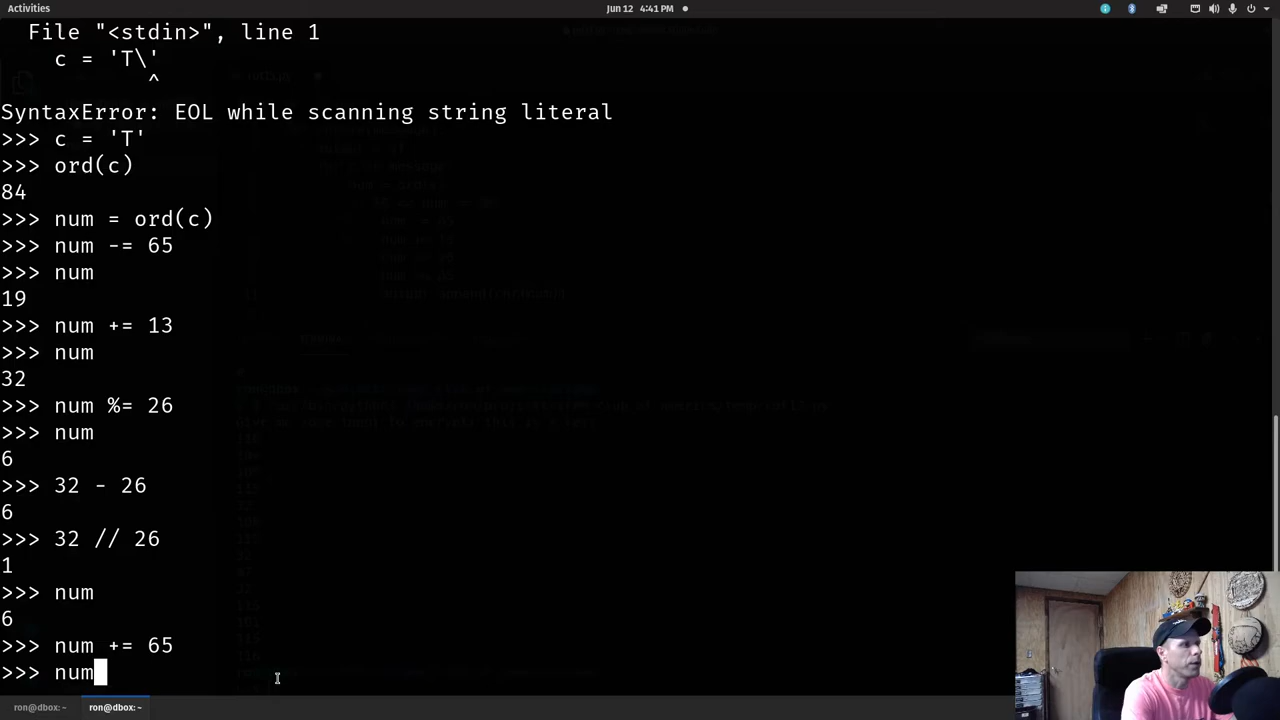 Activities
Jun 12 4:41 PM
File "<stdin>", line 1
c = 'T\'
^
SyntaxError: EOL while scanning string literal
>>> c = 'T'
>>> ord(c)
84
>>> num = ord(c)
>>> num -= 65
>>> num
19
>>> num += 13
>>> num
32
>>> num %= 26
>>> num
6
>>> 32 - 26
6
>>> 32 // 26
1
>>> num
6
>>> num += 65
>>> num
ron@dbox: ~
ron@dbox: ~